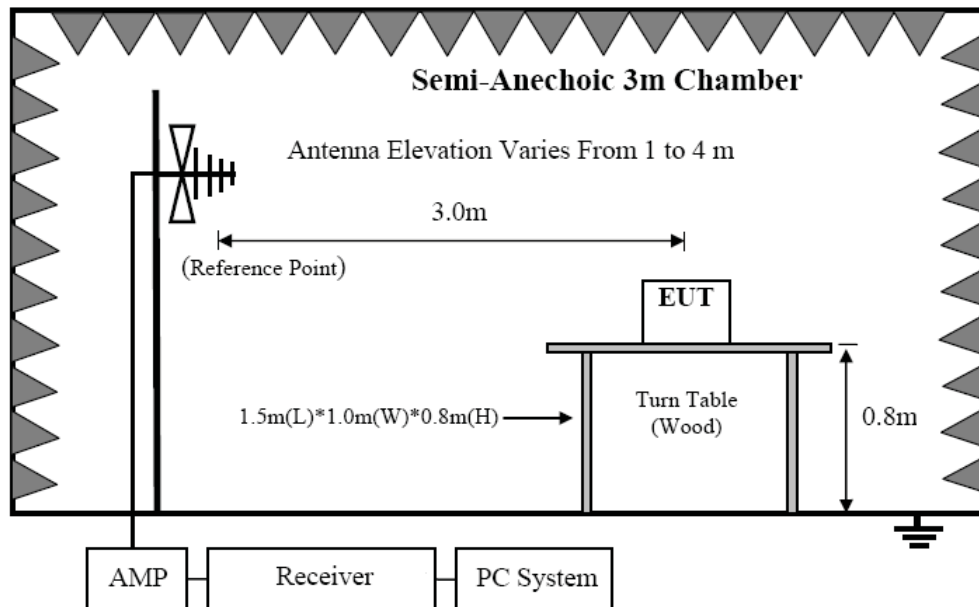 Semi-Anechoic 3m Chamber
Antenna Elevation Varies From 1 to 4 m
3.0m
(Reference Point)
EUT
1.5m(L)*1.0m(W)*0.8m(H)
Turn Table
(Wood)
0.8m
AMP
Receiver
PC System